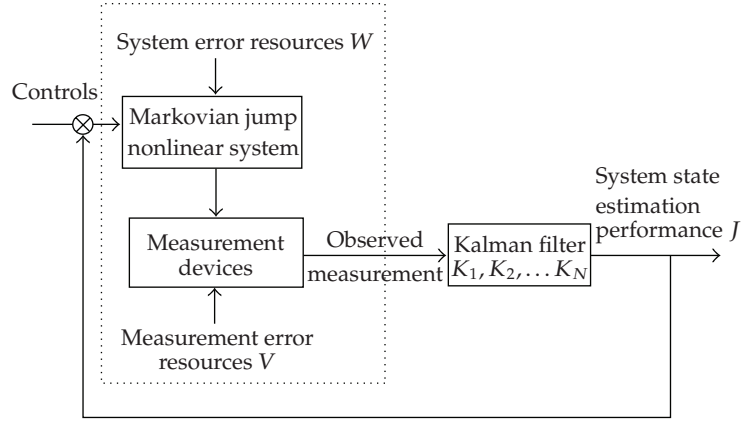 System error resources W
Controls
Markovian jump
nonlinear system
Measurement
devices
Observed
measurement
Measurement error
resources V
Kalman filter
K₁, K₂, … K_N
System state
estimation
performance J